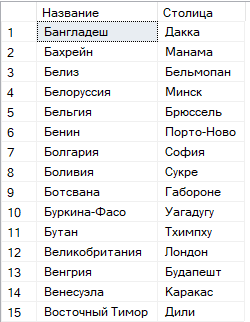 Название Столица
1 Бангладеш Дакка
2 Бахрейн Манама
3 Белиз Бельмопан
4 Белоруссия Минск
5 Бельгия Брюссель
6 Бенин Порто-Ново
7 Болгария София
8 Боливия Сукре
9 Ботсвана Габороне
10 Буркина-Фасо Уагадугу
11 Бутан Тхимпху
12 Великобритания Лондон
13 Венгрия Будапешт
14 Венесуэла Каракас
15 Восточный Тимор Дили